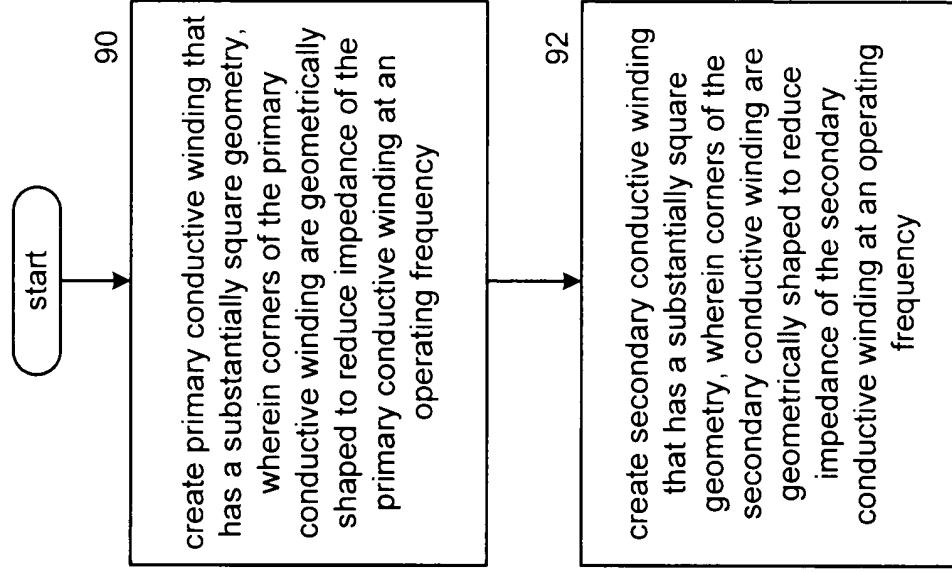 start
90
create primary conductive winding that
has a substantially square geometry,
wherein corners of the primary
conductive winding are geometrically
shaped to reduce impedance of the
primary conductive winding at an
operating frequency
92
create secondary conductive winding
that has a substantially square
geometry, wherein corners of the
secondary conductive winding are
geometrically shaped to reduce
impedance of the secondary
conductive winding at an operating
frequency